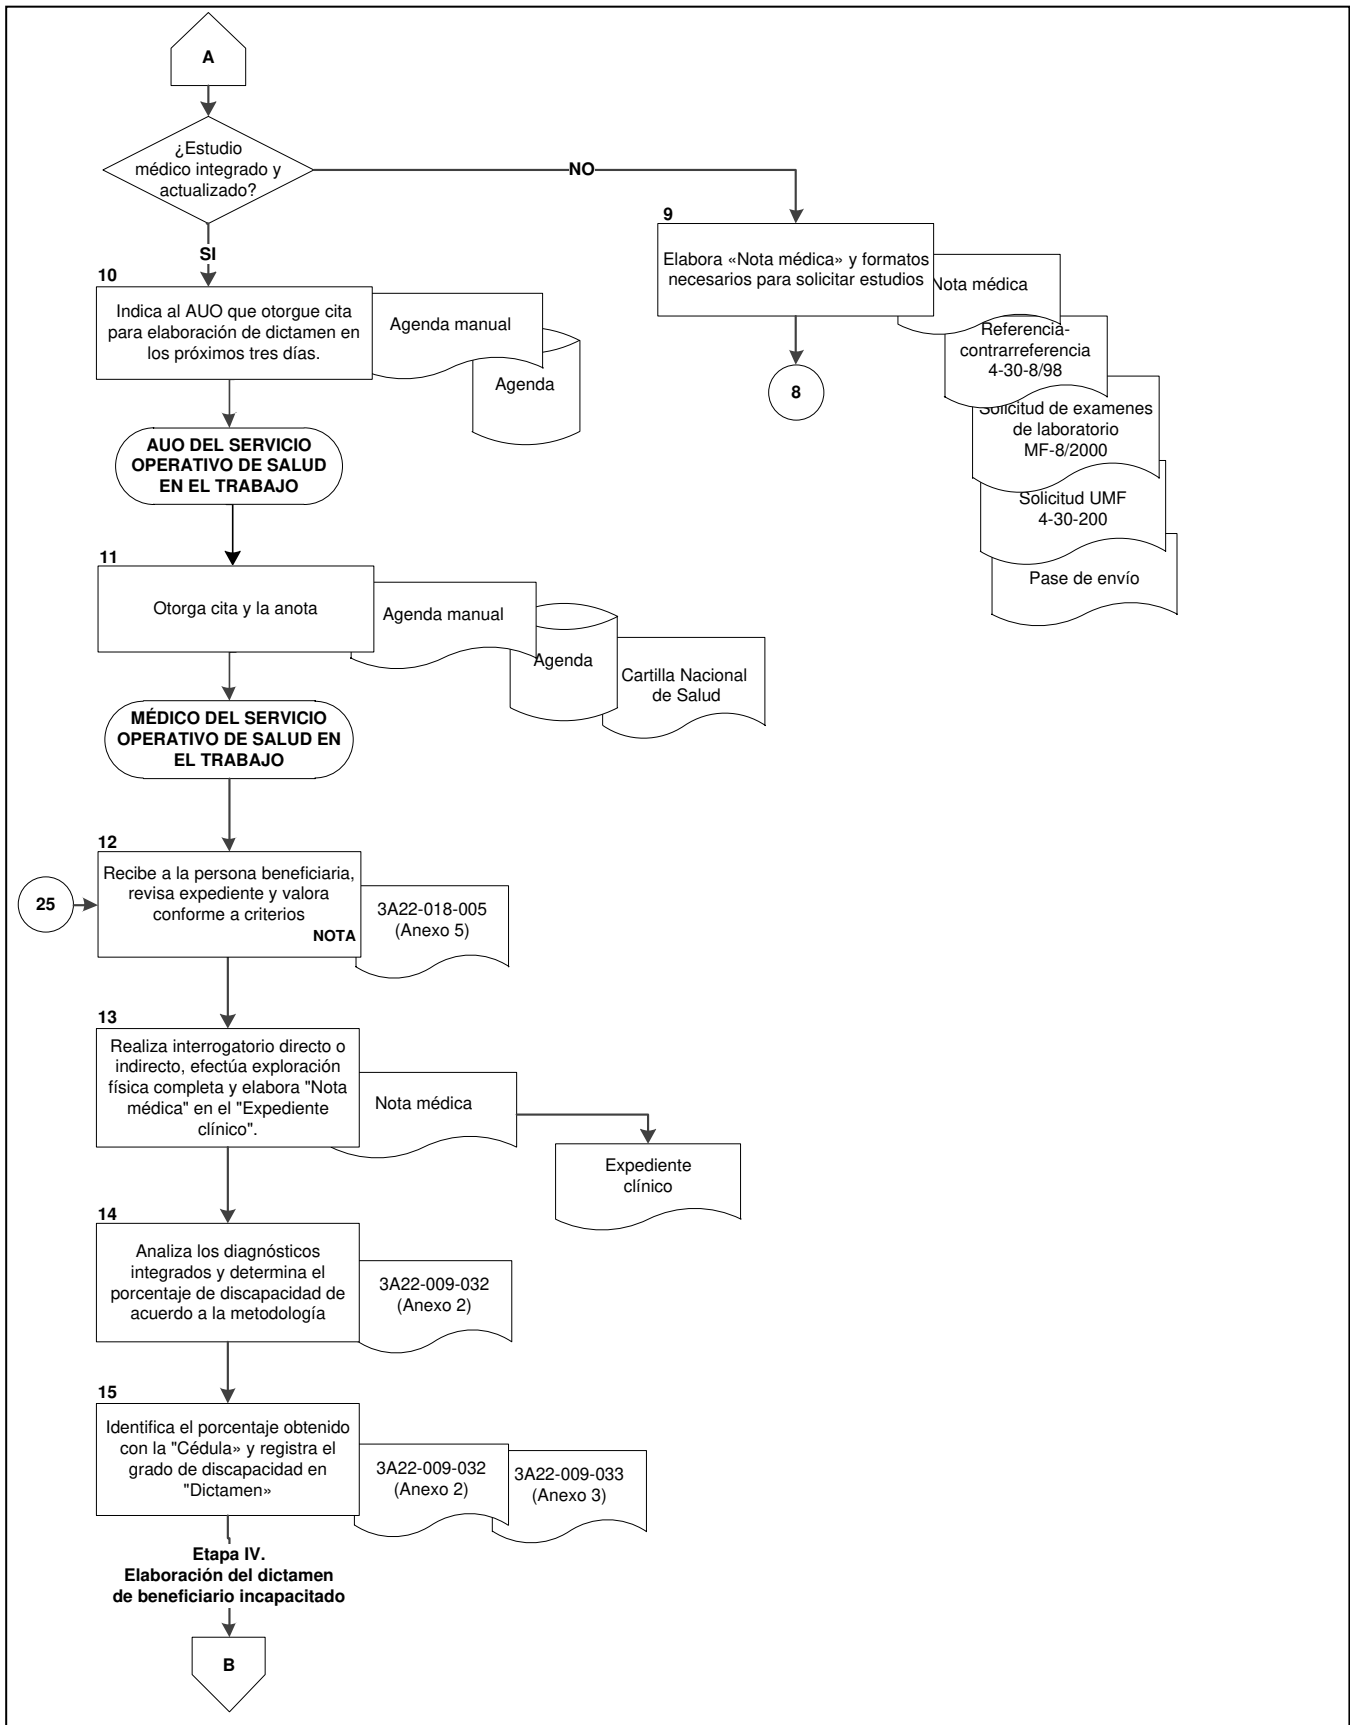 A
¿Estudio
médico integrado y
actualizado?
NO
SI
9
Elabora «Nota médica» y formatos
necesarios para solicitar estudios
Nota médica
Referencia-
contrarreferencia
4-30-8/98
Solicitud de examenes
de laboratorio
MF-8/2000
Solicitud UMF
4-30-200
Pase de envío
8
10
Indica al AUO que otorgue cita
para elaboración de dictamen en
los próximos tres días.
Agenda manual
Agenda
AUO DEL SERVICIO
OPERATIVO DE SALUD
EN EL TRABAJO
11
Otorga cita y la anota
Agenda manual
Agenda
Cartilla Nacional
de Salud
MÉDICO DEL SERVICIO
OPERATIVO DE SALUD EN
EL TRABAJO
12
25
Recibe a la persona beneficiaria,
revisa expediente y valora
conforme a criterios
NOTA
3A22-018-005
(Anexo 5)
13
Realiza interrogatorio directo o
indirecto, efectúa exploración
física completa y elabora "Nota
médica" en el "Expediente
clínico".
Nota médica
Expediente
clínico
14
Analiza los diagnósticos
integrados y determina el
porcentaje de discapacidad de
acuerdo a la metodología
3A22-009-032
(Anexo 2)
15
Identifica el porcentaje obtenido
con la "Cédula» y registra el
grado de discapacidad en
"Dictamen»
3A22-009-032
(Anexo 2)
3A22-009-033
(Anexo 3)
Etapa IV.
Elaboración del dictamen
de beneficiario incapacitado
B